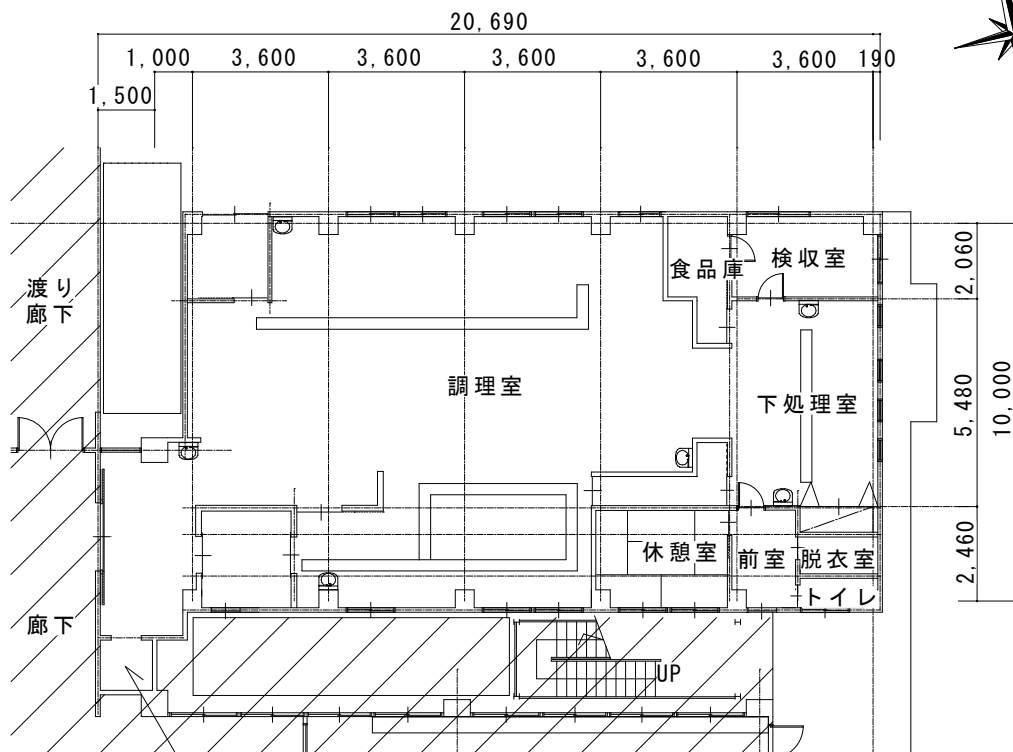 20,690
1,000 3,600 3,600 3,600 3,600 3,600 190
1,500
渡り
廊下
食品庫
検収室
2,060
調理室
下処理室
5,480
10,000
休憩室
前室
脱衣室
トイレ
2,460
廊下
UP